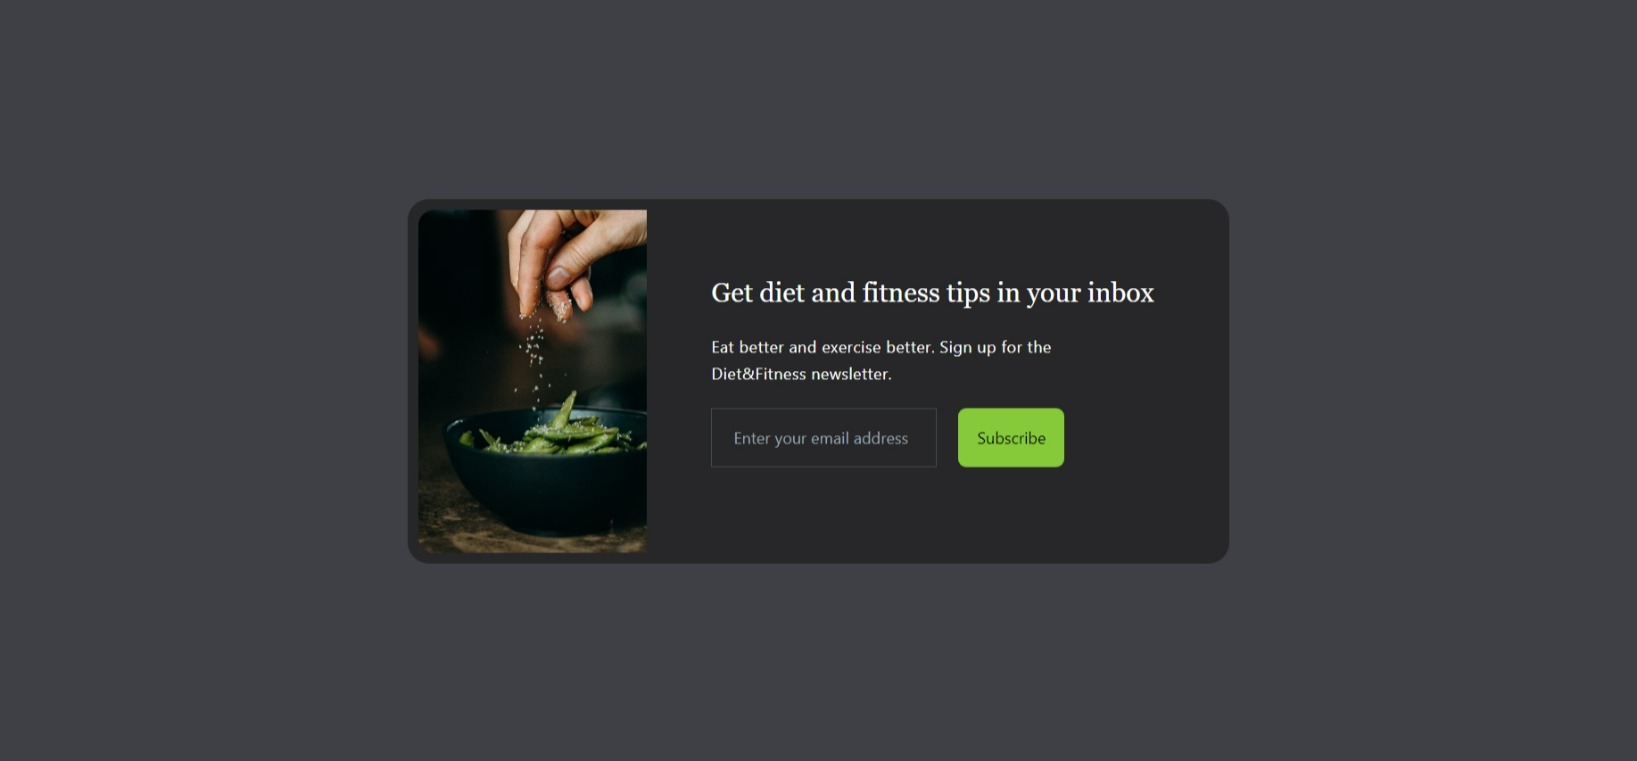 Get diet and fitness tips in your inbox
Eat better and exercise better. Sign up for the
Diet&Fitness newsletter.
Enter your email address
Subscribe